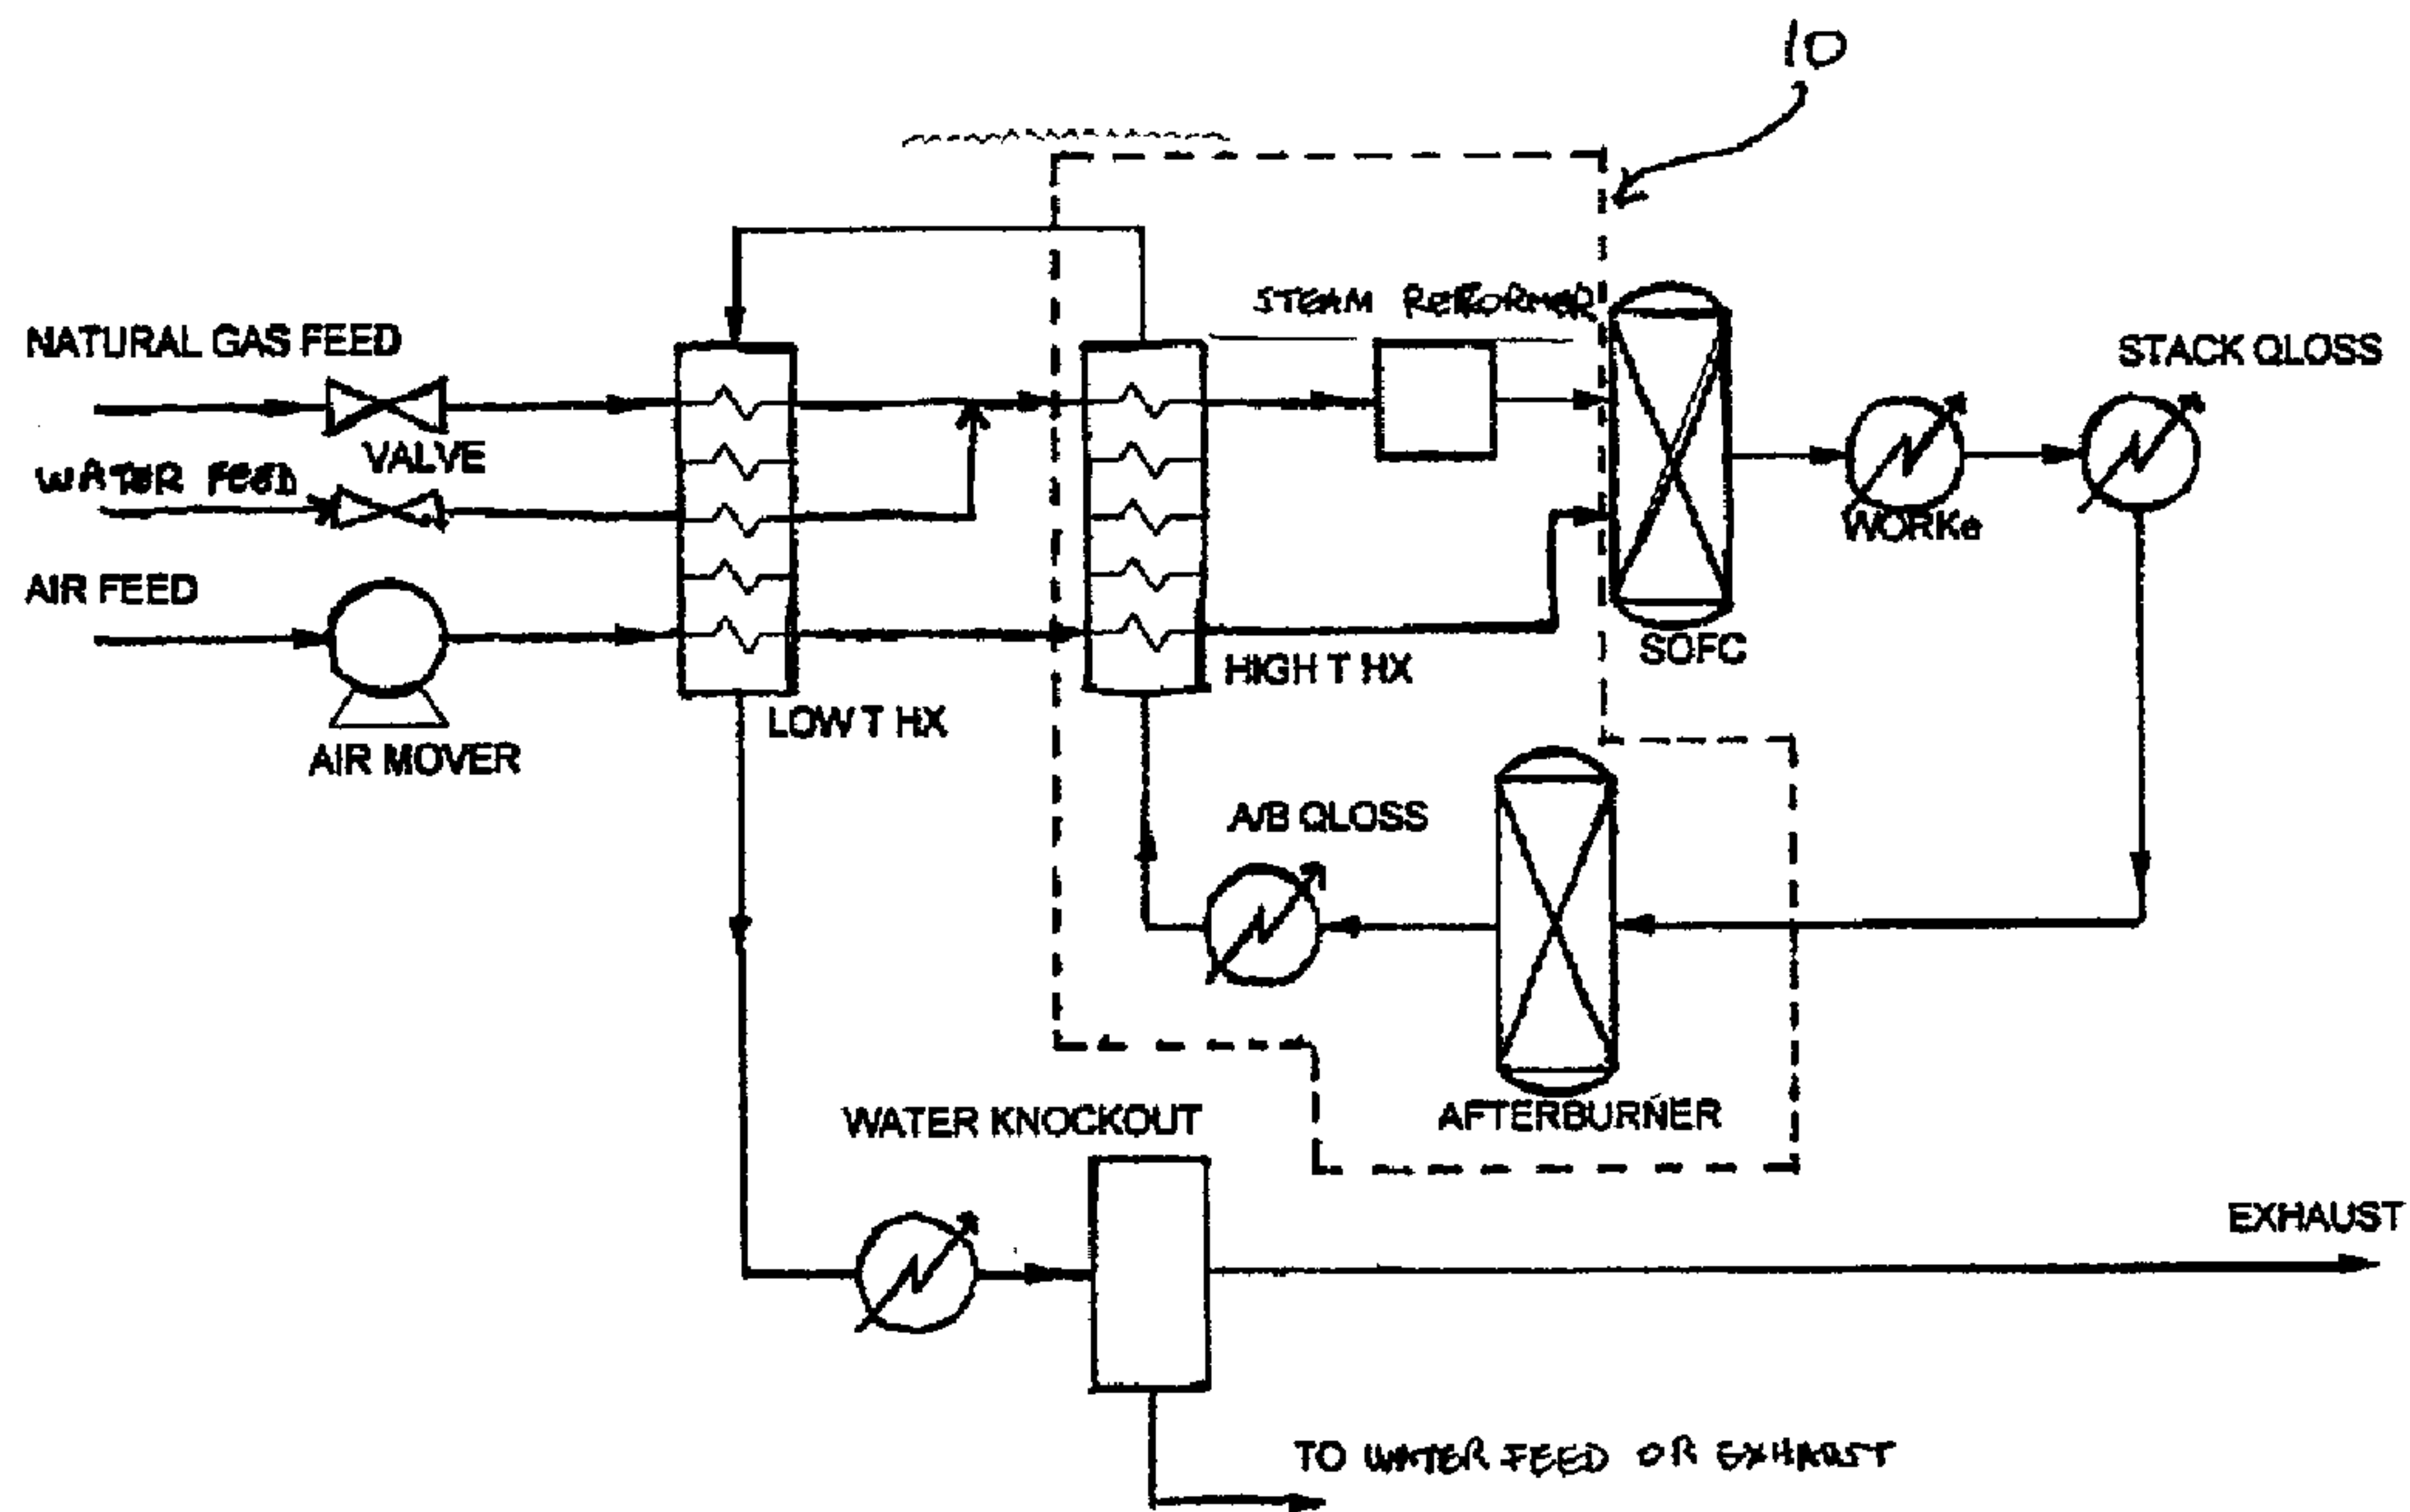 10
STEAM REFORMER
NATURAL GAS FEED
STACK QLOSS
VALVE
WATER FEED
WORKe
AIR FEED
SOFC
HIGH T HX
LOW T HX
AIR MOVER
A/B QLOSS
AFTERBURNER
WATER KNOCKOUT
EXHAUST
TO WATER FEED OR EXHAUST